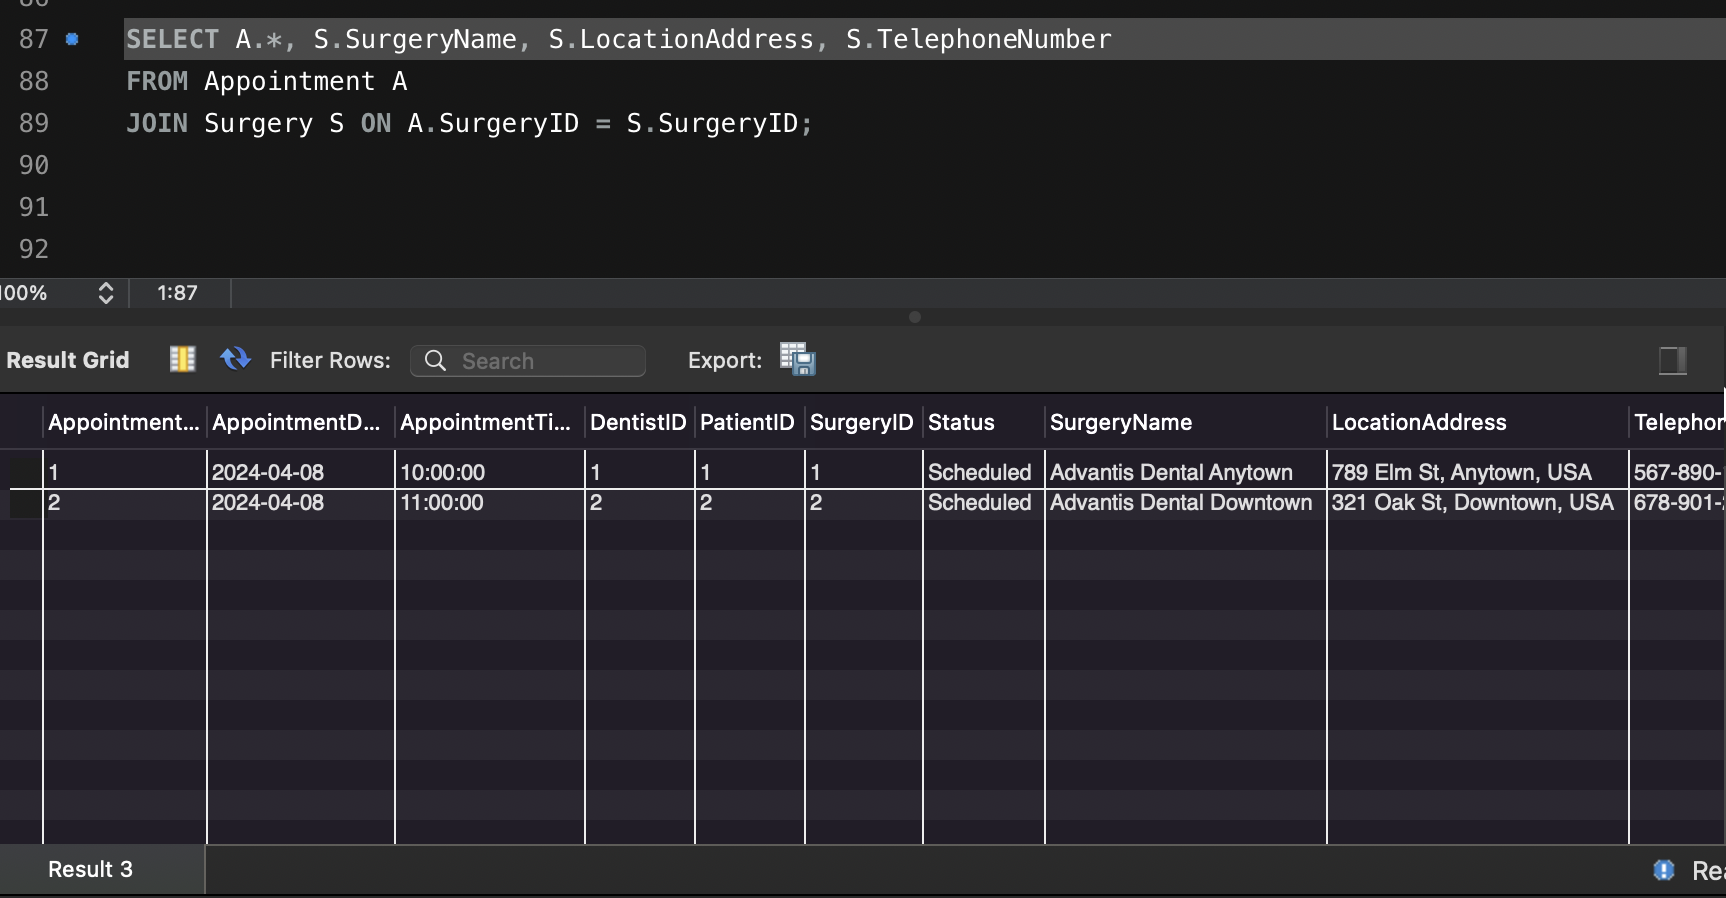 86
87 SELECT A.*, S.SurgeryName, S.LocationAddress, S.TelephoneNumber
88 FROM Appointment A
89 JOIN Surgery S ON A.SurgeryID = S.SurgeryID;
90
91
92
100% 1:87
Result Grid Filter Rows: Search Export:
Appointment... AppointmentD... AppointmentTi... DentistID PatientID SurgeryID Status SurgeryName LocationAddress Telephon
1 2024-04-08 10:00:00 1 1 1 Scheduled Advantis Dental Anytown 789 Elm St, Anytown, USA 567-890-
2 2024-04-08 11:00:00 2 2 2 Scheduled Advantis Dental Downtown 321 Oak St, Downtown, USA 678-901-
Result 3 Rea